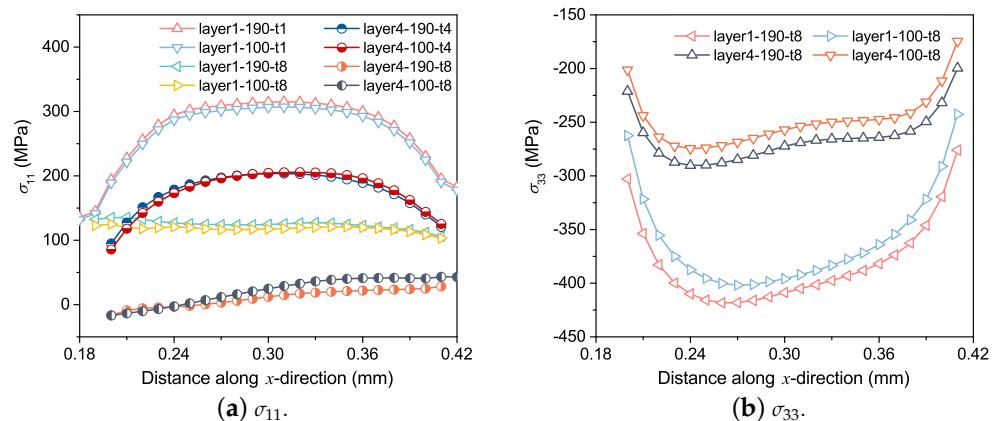 layer1-190-t1 layer4-190-t4
layer1-100-t1 layer4-100-t4
layer1-190-t8 layer4-190-t8
layer1-100-t8 layer4-100-t8
400
300
200
100
0
σ11 (MPa)
0.18 0.24 0.30 0.36 0.42
Distance along x-direction (mm)
(a) σ11.
layer1-190-t8 layer1-100-t8
layer4-190-t8 layer4-100-t8
-150
-200
-250
-300
-350
-400
-450
σ33 (MPa)
0.18 0.24 0.30 0.36 0.42
Distance along x-direction (mm)
(b) σ33.